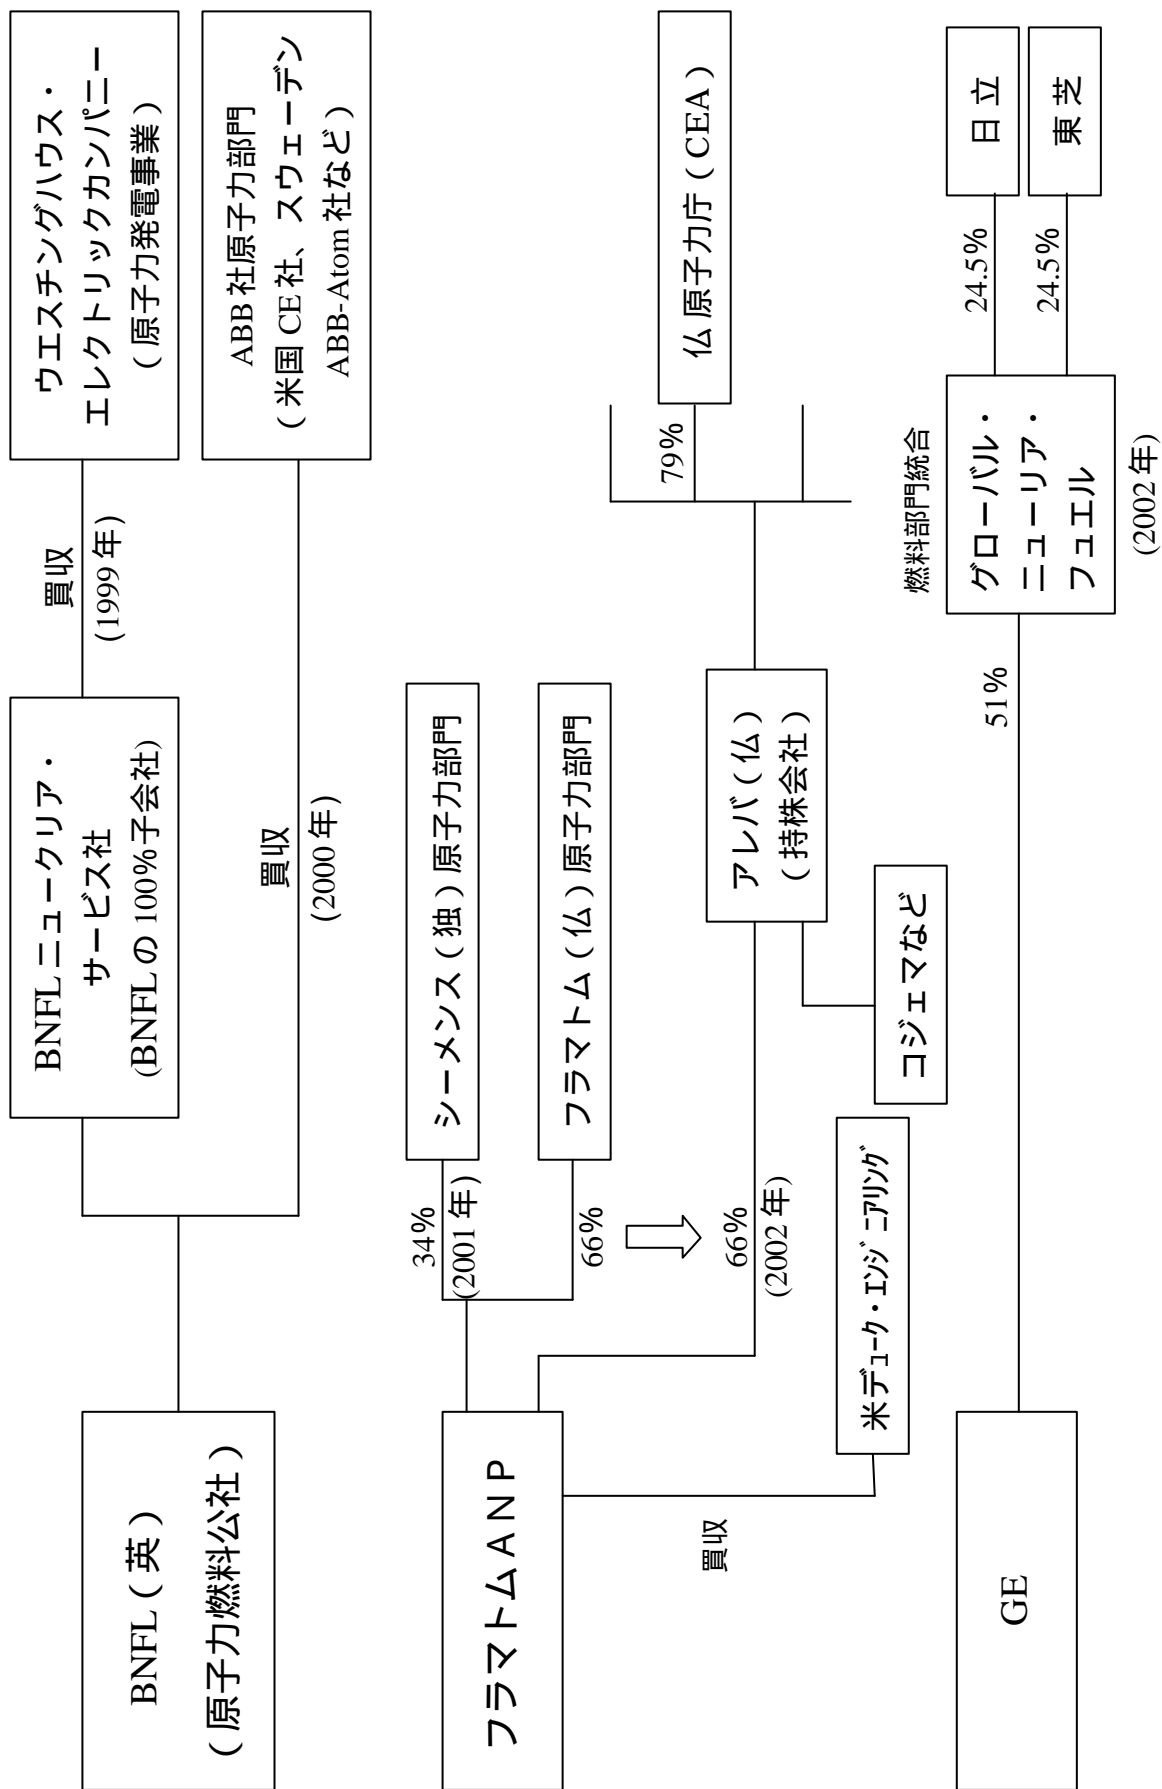 BNFL(英)
(原子力燃料公社)
BNFLニュークリア・
サービス社
(BNFLの100%子会社)
買収
(1999年)
ウエスチングハウス・
エレクトリックカンパニー
(原子力発電事業)
買収
(2000年)
ABB社原子力部門
(米国CE社、スウェーデン
ABB-Atom社など)
フラマトムANP
34%
(2001年)
シーメンス(独)原子力部門
66%
フラマトム(仏)原子力部門
66%
(2002年)
アレバ(仏)
(持株会社)
79%
仏原子力庁(CEA)
コジェマなど
買収
米デューク・エンジニアリング
GE
51%
燃料部門統合
グローバル・
ニューリア・
フュエル
(2002年)
24.5%
日立
24.5%
東芝